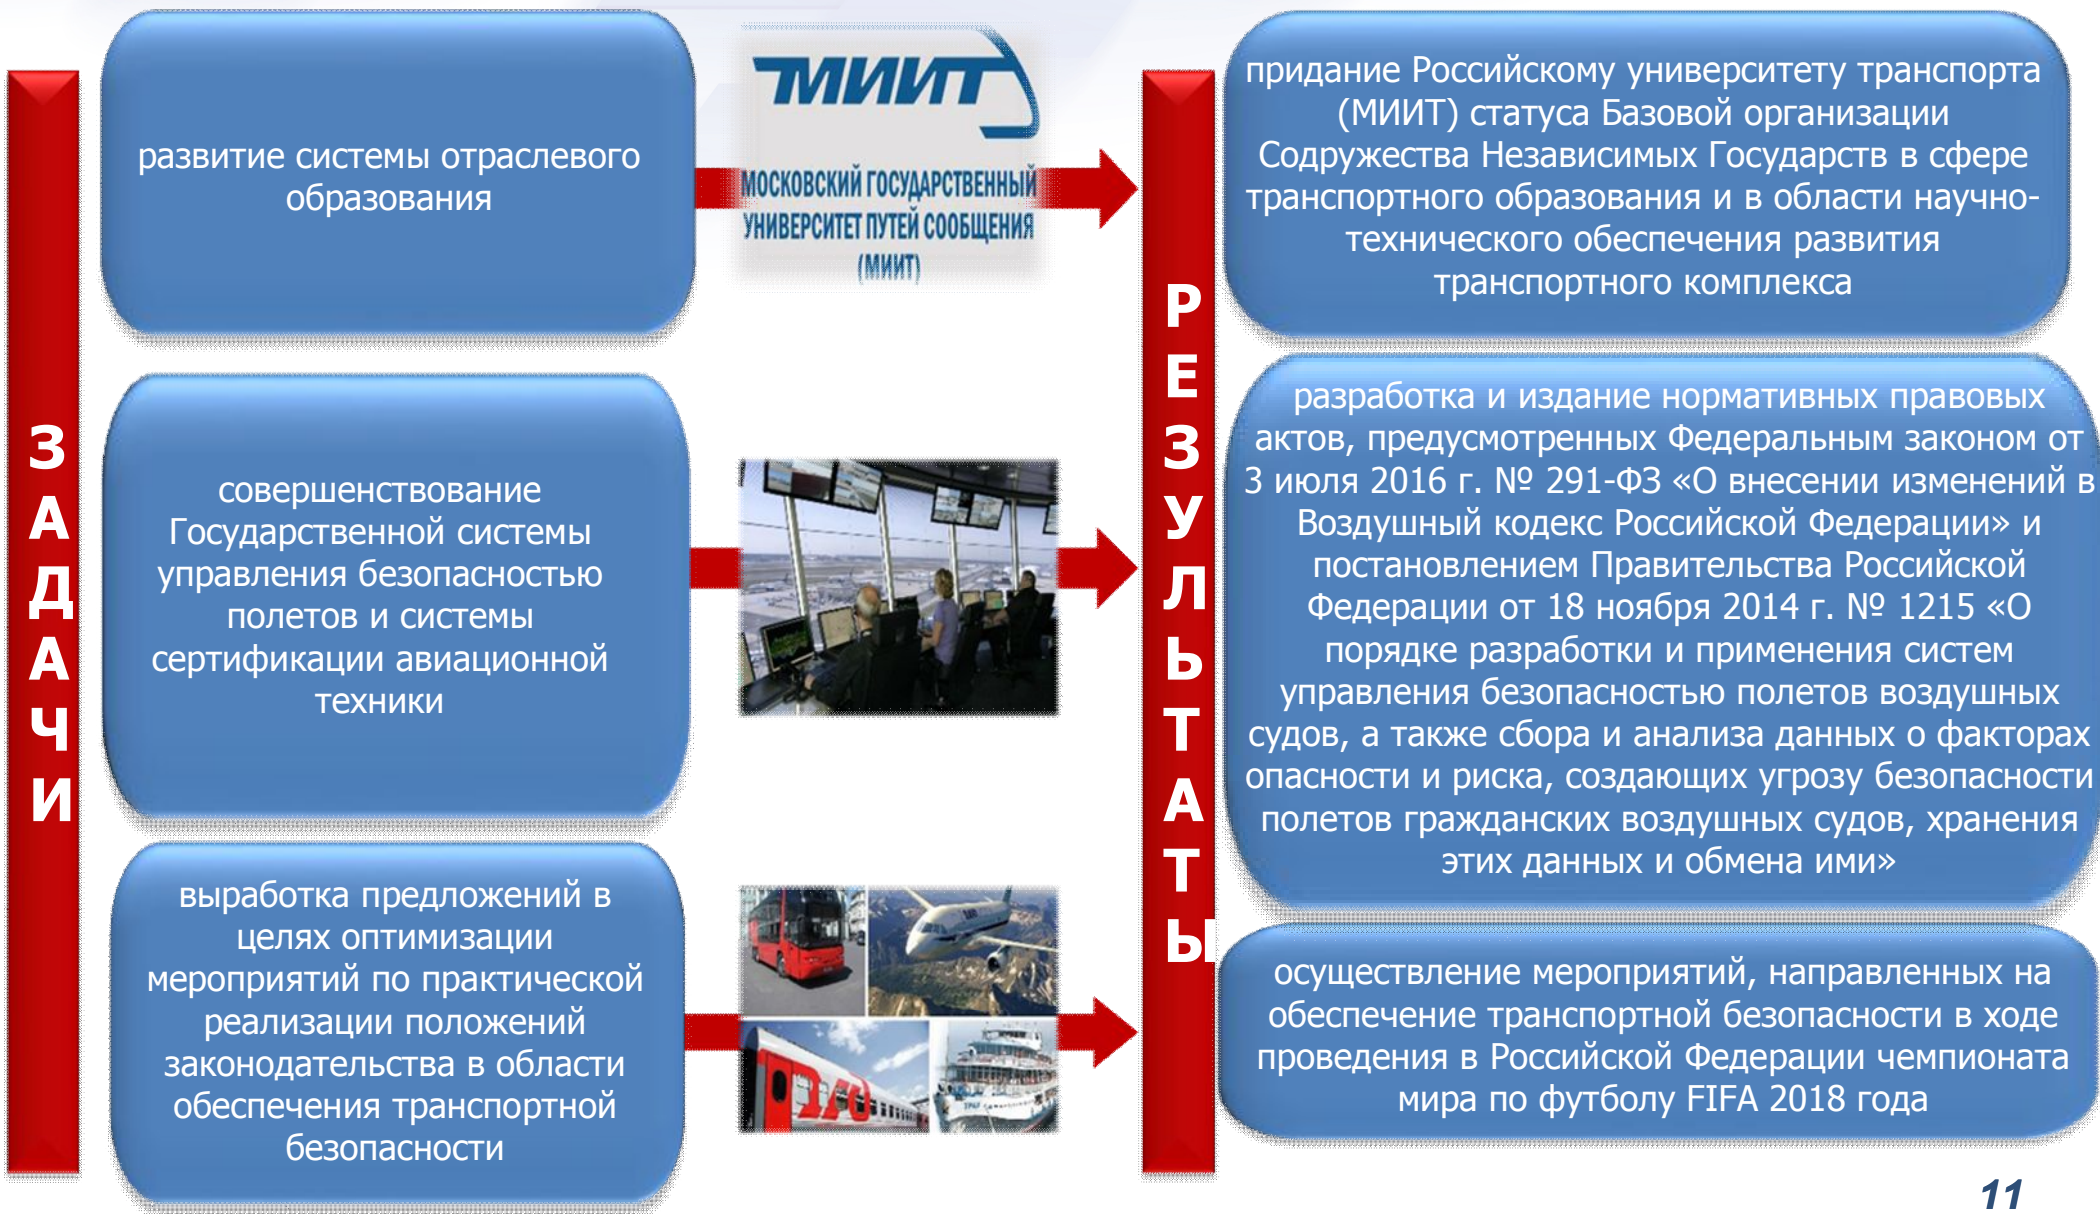 ЗАДАЧИ
развитие системы отраслевого
образования
МИИТ
МОСКОВСКИЙ ГОСУДАРСТВЕННЫЙ
УНИВЕРСИТЕТ ПУТЕЙ СООБЩЕНИЯ
(МИИТ)
РЕЗУЛЬТАТЫ
придание Российскому университету транспорта
(МИИТ) статуса Базовой организации
Содружества Независимых Государств в сфере
транспортного образования и в области научно-
технического обеспечения развития
транспортного комплекса
совершенствование
Государственной системы
управления безопасностью
полетов и системы
сертификации авиационной
техники
разработка и издание нормативных правовых
актов, предусмотренных Федеральным законом от
3 июля 2016 г. № 291-ФЗ «О внесении изменений в
Воздушный кодекс Российской Федерации» и
постановлением Правительства Российской
Федерации от 18 ноября 2014 г. № 1215 «О
порядке разработки и применения систем
управления безопасностью полетов воздушных
судов, а также сбора и анализа данных о факторах
опасности и риска, создающих угрозу безопасности
полетов гражданских воздушных судов, хранения
этих данных и обмена ими»
выработка предложений в
целях оптимизации
мероприятий по практической
реализации положений
законодательства в области
обеспечения транспортной
безопасности
осуществление мероприятий, направленных на
обеспечение транспортной безопасности в ходе
проведения в Российской Федерации чемпионата
мира по футболу FIFA 2018 года
11